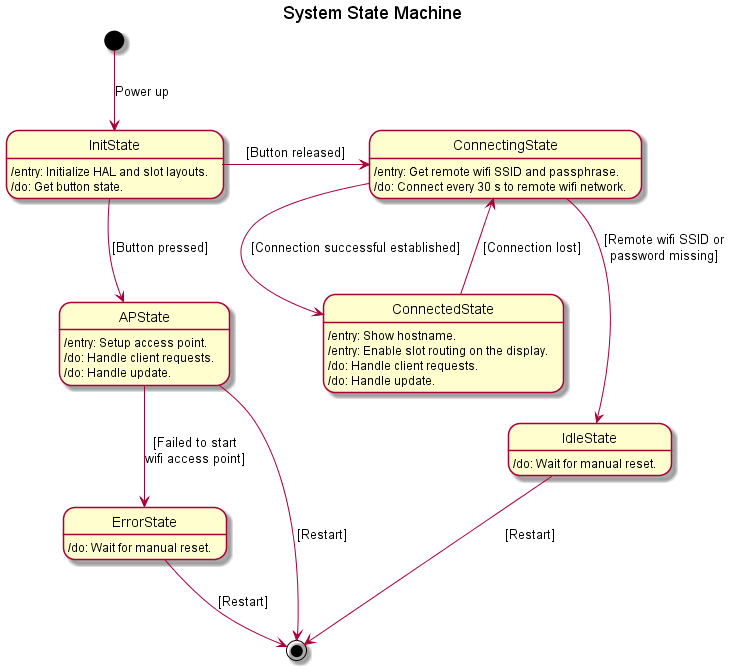 System State Machine
Power up
InitState
/entry: Initialize HAL and slot layouts.
/do: Get button state.
[Button released]
ConnectingState
/entry: Get remote wifi SSID and passphrase.
/do: Connect every 30 s to remote wifi network.
[Button pressed]
[Connection successful established]
[Connection lost]
[Remote wifi SSID or
password missing]
APState
/entry: Setup access point.
/do: Handle client requests.
/do: Handle update.
ConnectedState
/entry: Show hostname.
/entry: Enable slot routing on the display.
/do: Handle client requests.
/do: Handle update.
[Failed to start
wifi access point]
IdleState
/do: Wait for manual reset.
ErrorState
/do: Wait for manual reset.
[Restart]
[Restart]
[Restart]